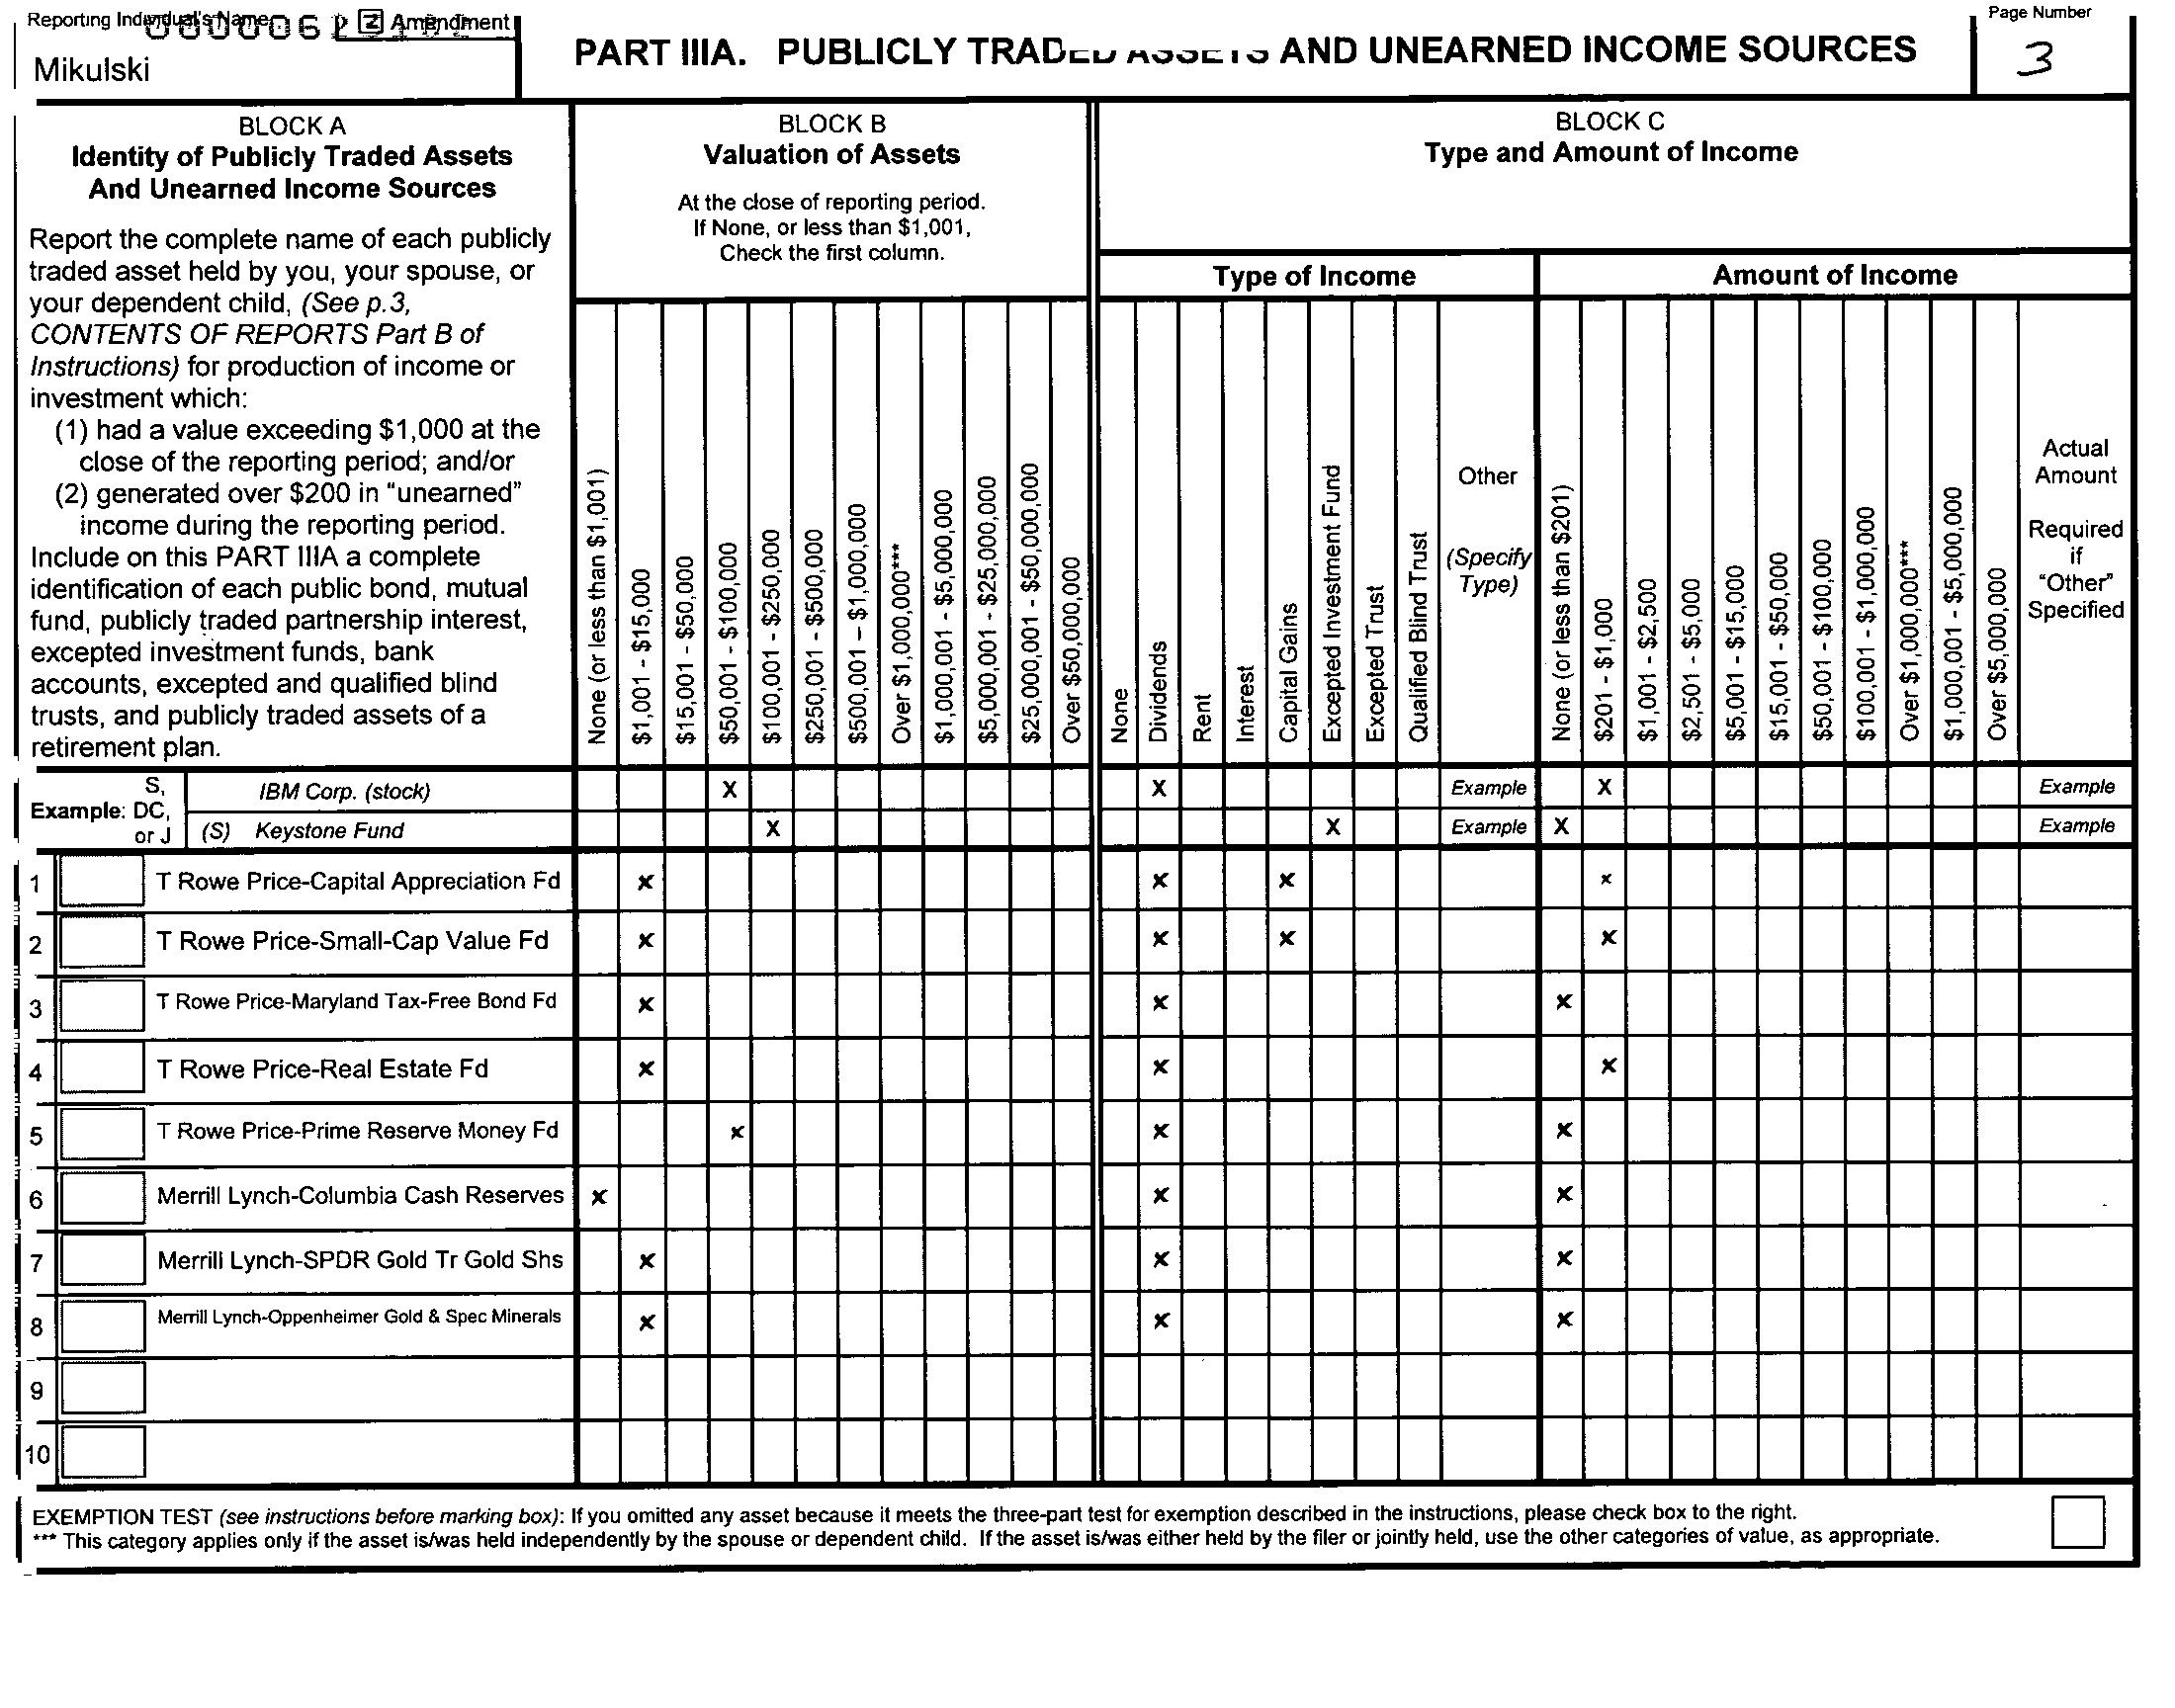 Reporting Individual's Name
Amendment
Mikulski
PART IIIA. PUBLICLY TRADED ASSETS AND UNEARNED INCOME SOURCES
Page Number
3
BLOCK A
Identity of Publicly Traded Assets
And Unearned Income Sources
Report the complete name of each publicly
traded asset held by you, your spouse, or
your dependent child, (See p.3,
CONTENTS OF REPORTS Part B of
Instructions) for production of income or
investment which:
(1) had a value exceeding $1,000 at the
close of the reporting period; and/or
(2) generated over $200 in "unearned"
income during the reporting period.
Include on this PART IIIA a complete
identification of each public bond, mutual
fund, publicly traded partnership interest,
excepted investment funds, bank
accounts, excepted and qualified blind
trusts, and publicly traded assets of a
retirement plan.
BLOCK B
Valuation of Assets
At the close of reporting period.
If None, or less than $1,001,
Check the first column.
None (or less than $1,001)
$1,001 - $15,000
$15,001 - $50,000
$50,001 - $100,000
$100,001 - $250,000
$250,001 - $500,000
$500,001 – $1,000,000
Over $1,000,000***
$1,000,001 - $5,000,000
$5,000,001 - $25,000,000
$25,000,001 - $50,000,000
Over $50,000,000
BLOCK C
Type and Amount of Income
Type of Income
None
Dividends
Rent
Interest
Capital Gains
Excepted Investment Fund
Excepted Trust
Qualified Blind Trust
Other
(Specify
Type)
Amount of Income
None (or less than $201)
$201 - $1,000
$1,001 - $2,500
$2,501 - $5,000
$5,001 - $15,000
$15,001 - $50,000
$50,001 - $100,000
$100,001 - $1,000,000
Over $1,000,000***
$1,000,001 - $5,000,000
Over $5,000,000
Actual
Amount
Required
if
"Other"
Specified
Example: S, DC, or J
IBM Corp. (stock) X X Example X Example
(S) Keystone Fund X X Example X Example
1 T Rowe Price-Capital Appreciation Fd x x x x
2 T Rowe Price-Small-Cap Value Fd x x x x
3 T Rowe Price-Maryland Tax-Free Bond Fd x x x
4 T Rowe Price-Real Estate Fd x x x
5 T Rowe Price-Prime Reserve Money Fd x x x
6 Merrill Lynch-Columbia Cash Reserves x x x
7 Merrill Lynch-SPDR Gold Tr Gold Shs x x x
8 Merrill Lynch-Oppenheimer Gold & Spec Minerals x x x
9
10
EXEMPTION TEST (see instructions before marking box): If you omitted any asset because it meets the three-part test for exemption described in the instructions, please check box to the right.
*** This category applies only if the asset is/was held independently by the spouse or dependent child. If the asset is/was either held by the filer or jointly held, use the other categories of value, as appropriate.